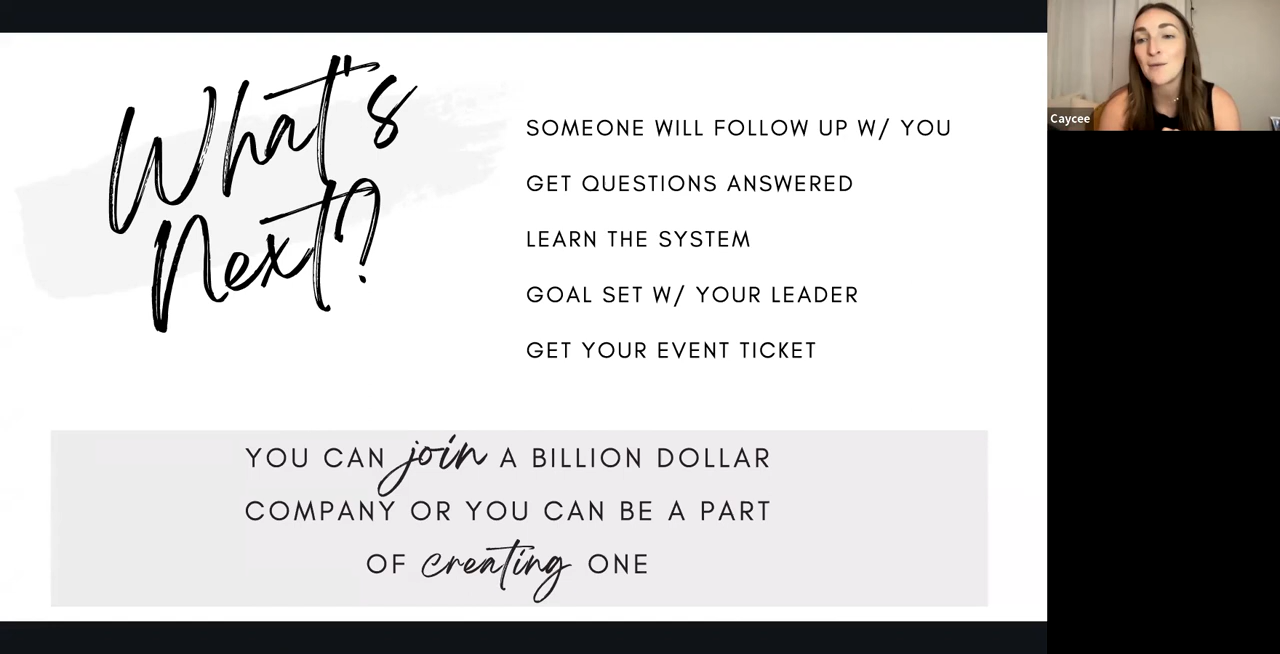 What's
Next?
SOMEONE WILL FOLLOW UP W/ YOU
GET QUESTIONS ANSWERED
LEARN THE SYSTEM
GOAL SET W/ YOUR LEADER
GET YOUR EVENT TICKET
YOU CAN join A BILLION DOLLAR
COMPANY OR YOU CAN BE A PART
OF creating ONE
Caycee